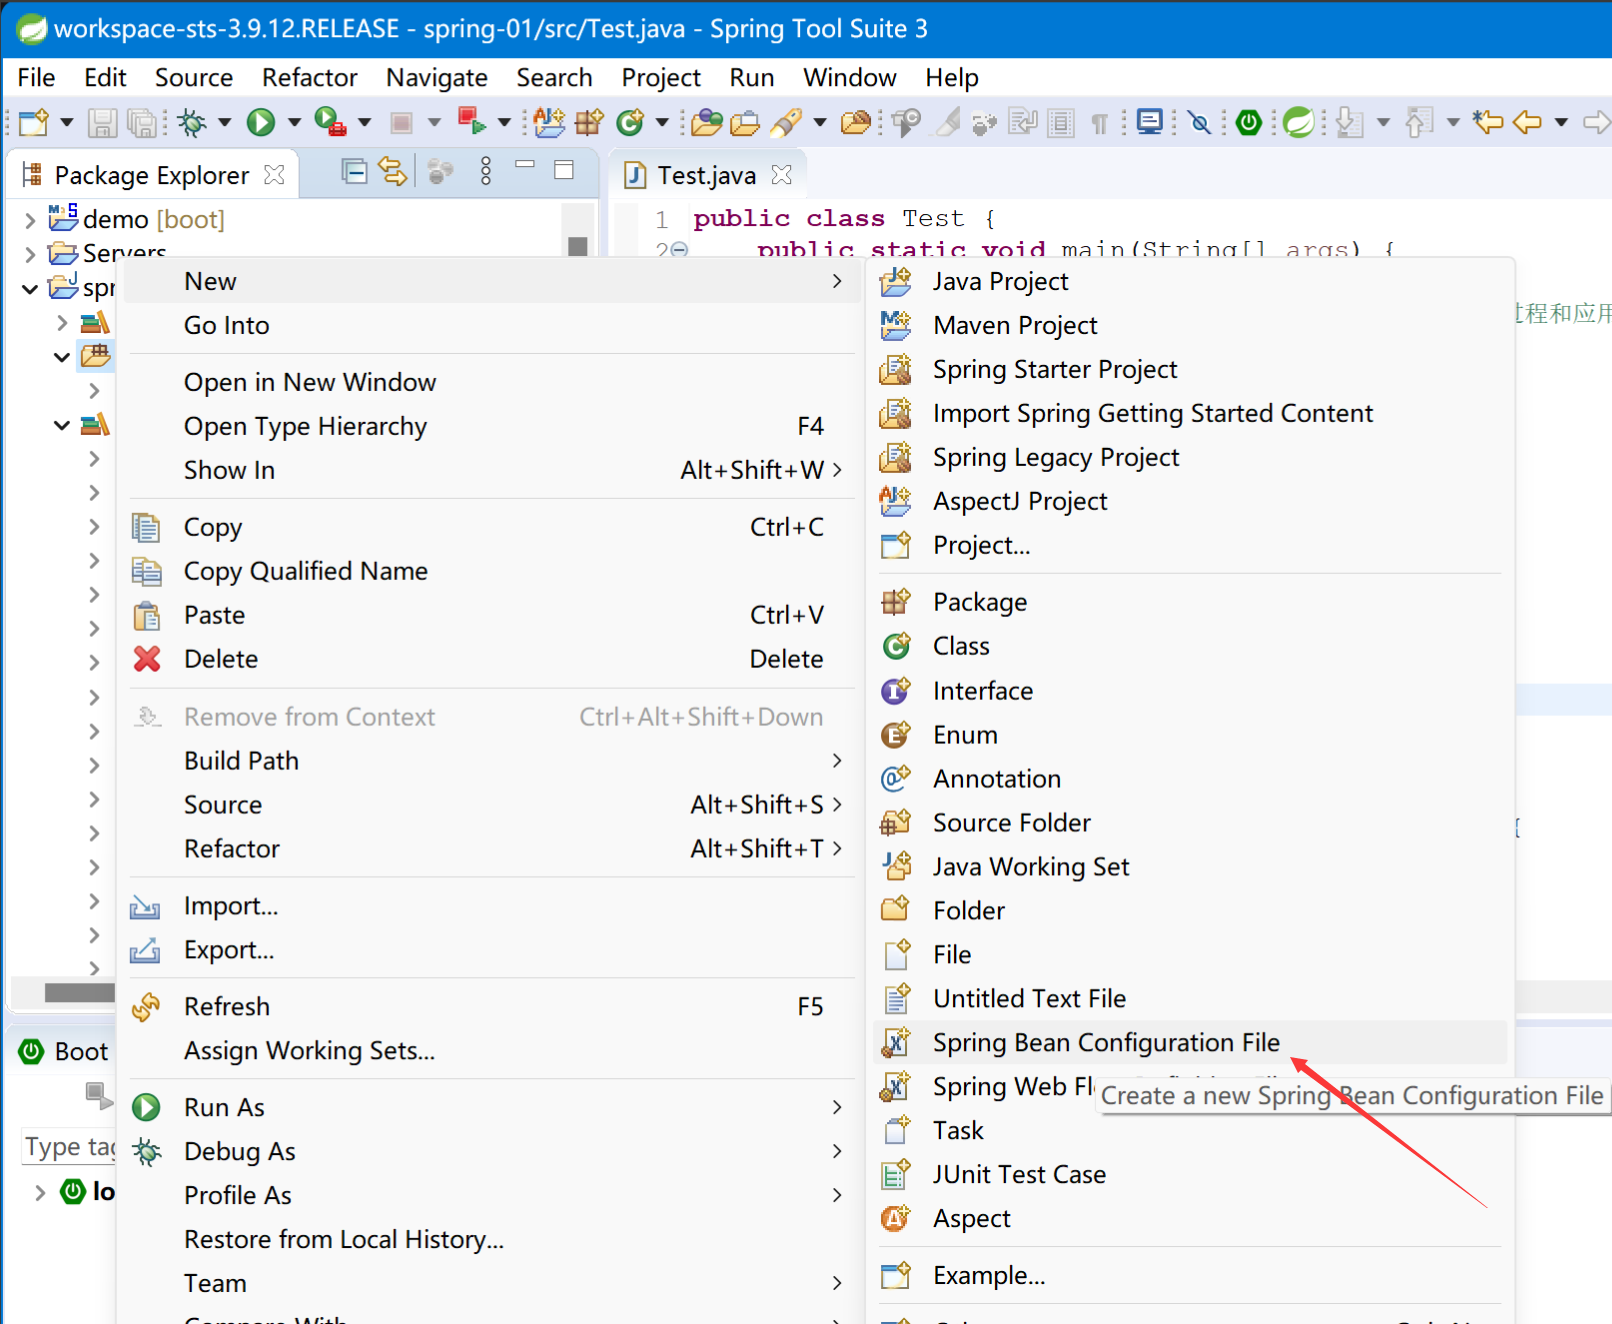 workspace-sts-3.9.12.RELEASE - spring-01/src/Test.java - Spring Tool Suite 3
File Edit Source Refactor Navigate Search Project Run Window Help
Package Explorer
Test.java
demo [boot]
1 public class Test {
Servers
2 public static void main(String[] args) {
spr
过程和应用
New
Go Into
Open in New Window
Open Type Hierarchy F4
Show In Alt+Shift+W
Copy Ctrl+C
Copy Qualified Name
Paste Ctrl+V
Delete Delete
Remove from Context Ctrl+Alt+Shift+Down
Build Path
Source Alt+Shift+S
Refactor Alt+Shift+T
Import...
Export...
Refresh F5
Assign Working Sets...
Run As
Debug As
Profile As
Restore from Local History...
Team
Compare With
Java Project
Maven Project
Spring Starter Project
Import Spring Getting Started Content
Spring Legacy Project
AspectJ Project
Project...
Package
Class
Interface
Enum
Annotation
Source Folder
Java Working Set
Folder
File
Untitled Text File
Spring Bean Configuration File
Spring Web Fl
Create a new Spring Bean Configuration File
Task
JUnit Test Case
Aspect
Example...
Boot
Type tag
lo